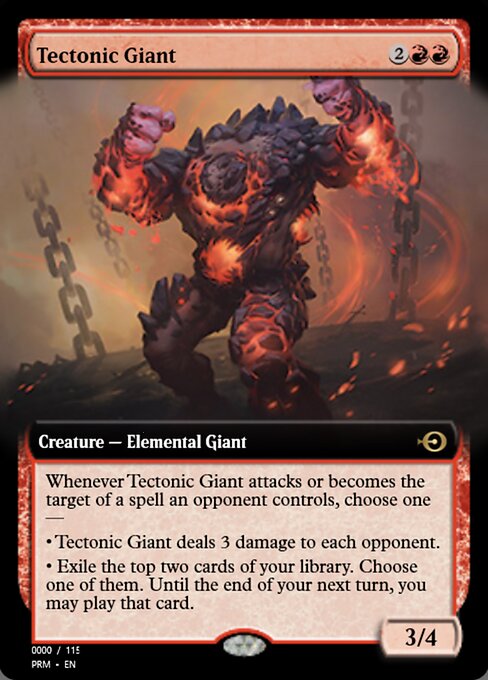 Tectonic Giant 2
Creature — Elemental Giant
Whenever Tectonic Giant attacks or becomes the
target of a spell an opponent controls, choose one
—
• Tectonic Giant deals 3 damage to each opponent.
• Exile the top two cards of your library. Choose
one of them. Until the end of your next turn, you
may play that card.
3/4
0000 / 115
PRM • EN